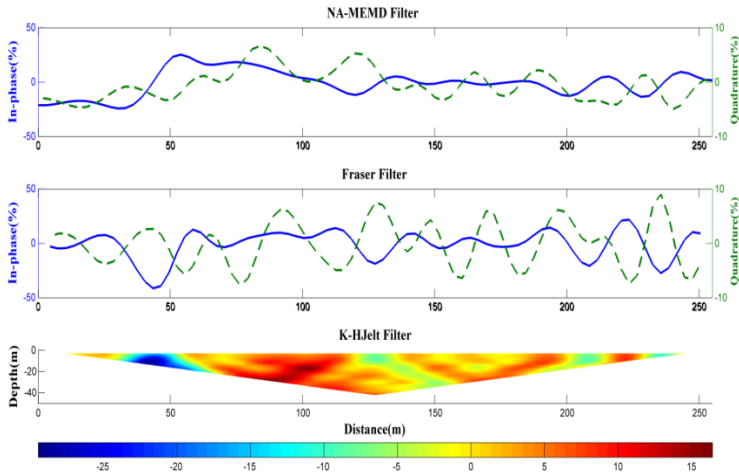 NA-MEMD Filter
In-phase(%)
50
0
-50
10
0
-10
Quadrature(%)
0 50 100 150 200 250
Fraser Filter
In-phase(%)
50
0
-50
10
0
-10
Quadrature(%)
0 50 100 150 200 250
K-HJelt Filter
Depth(m)
0
-20
-40
0 50 100 150 200 250
Distance(m)
-25 -20 -15 -10 -5 0 5 10 15